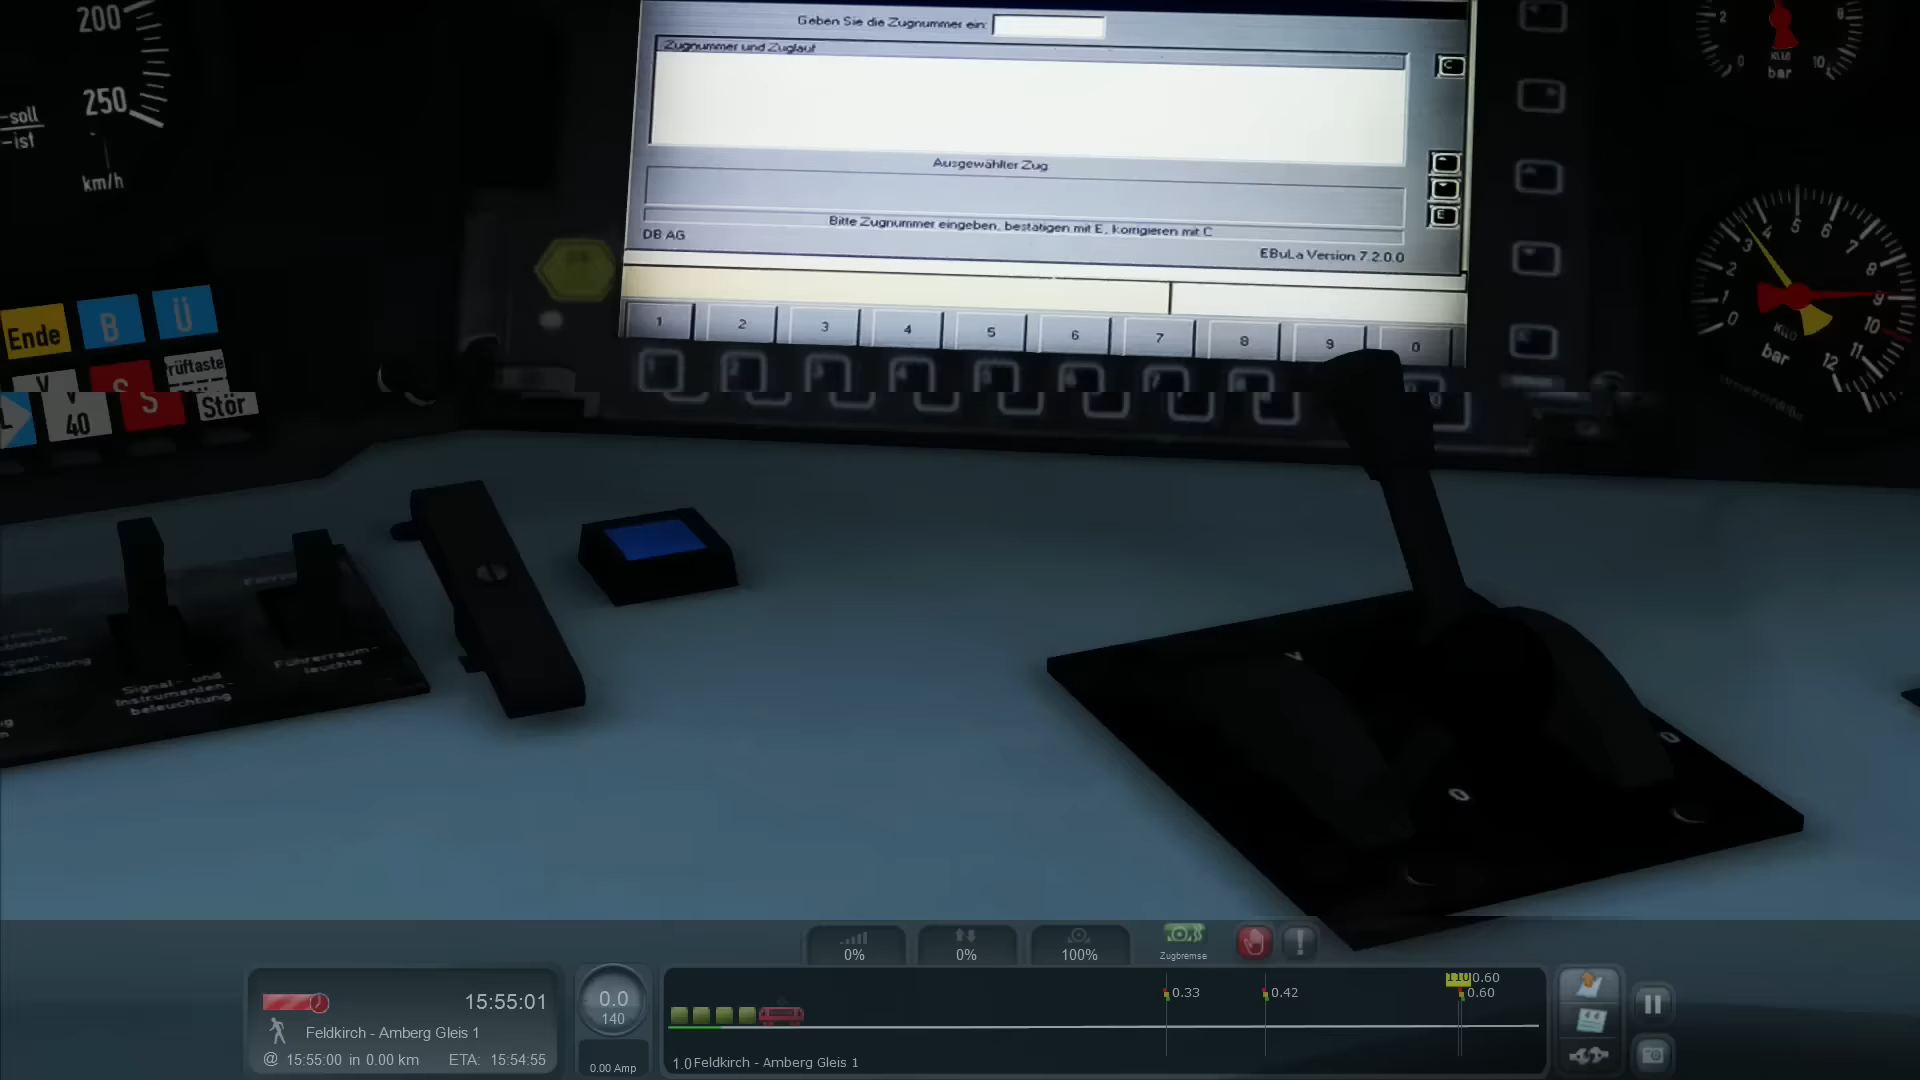 200
250
-soll
-ist
km/h
Geben Sie die Zugnummer ein:
Zugnummer und Zuglauf
C
Ausgewählter Zug
E
Bitte Zugnummer eingeben, bestätigen mit E, korrigieren mit C
DB AG
EBuLa Version 7.2.0.0
1 2 3 4 5 6 7 8 9 0
2 8
0 10
bar
0 1 2 3 4 5 6 7 8 9 10 11 12
Kilo
bar
Ende B Ü
V 40 S
Stör
Signal- und
Instrumenten-
beleuchtung
Führerraum-
leuchte
V
0
0
0% 0% 100% Zugbremse
15:55:01
Feldkirch - Amberg Gleis 1
@ 15:55:00 in 0.00 km ETA: 15:54:55
0.0
140
0.00 Amp
0.33 0.42 110 0.60
0.60
1.0 Feldkirch - Amberg Gleis 1